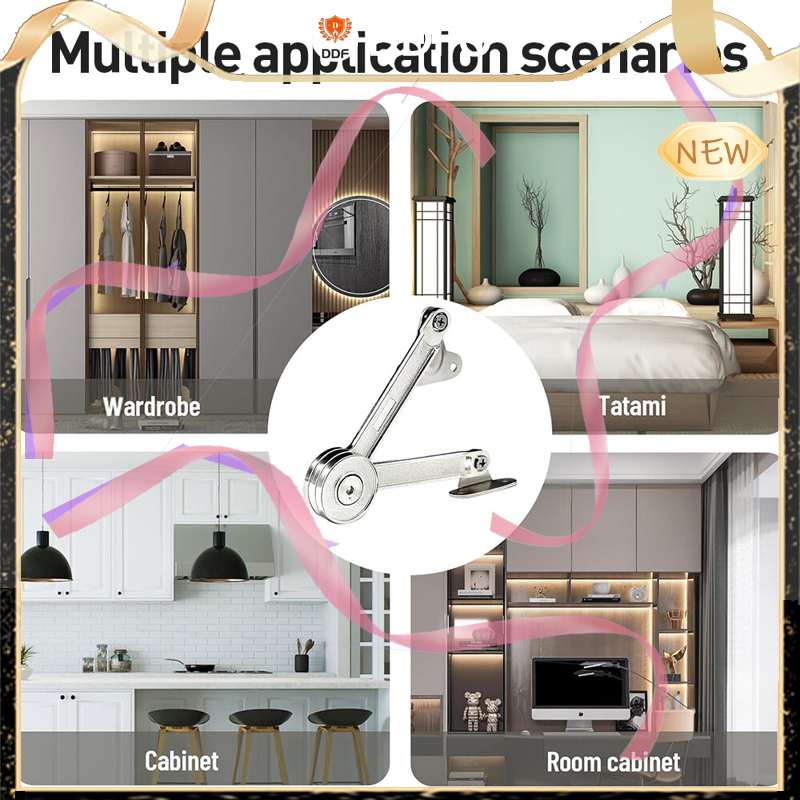 DDF
Multiple application scenarios
NEW
Wardrobe
Tatami
Cabinet
Room cabinet